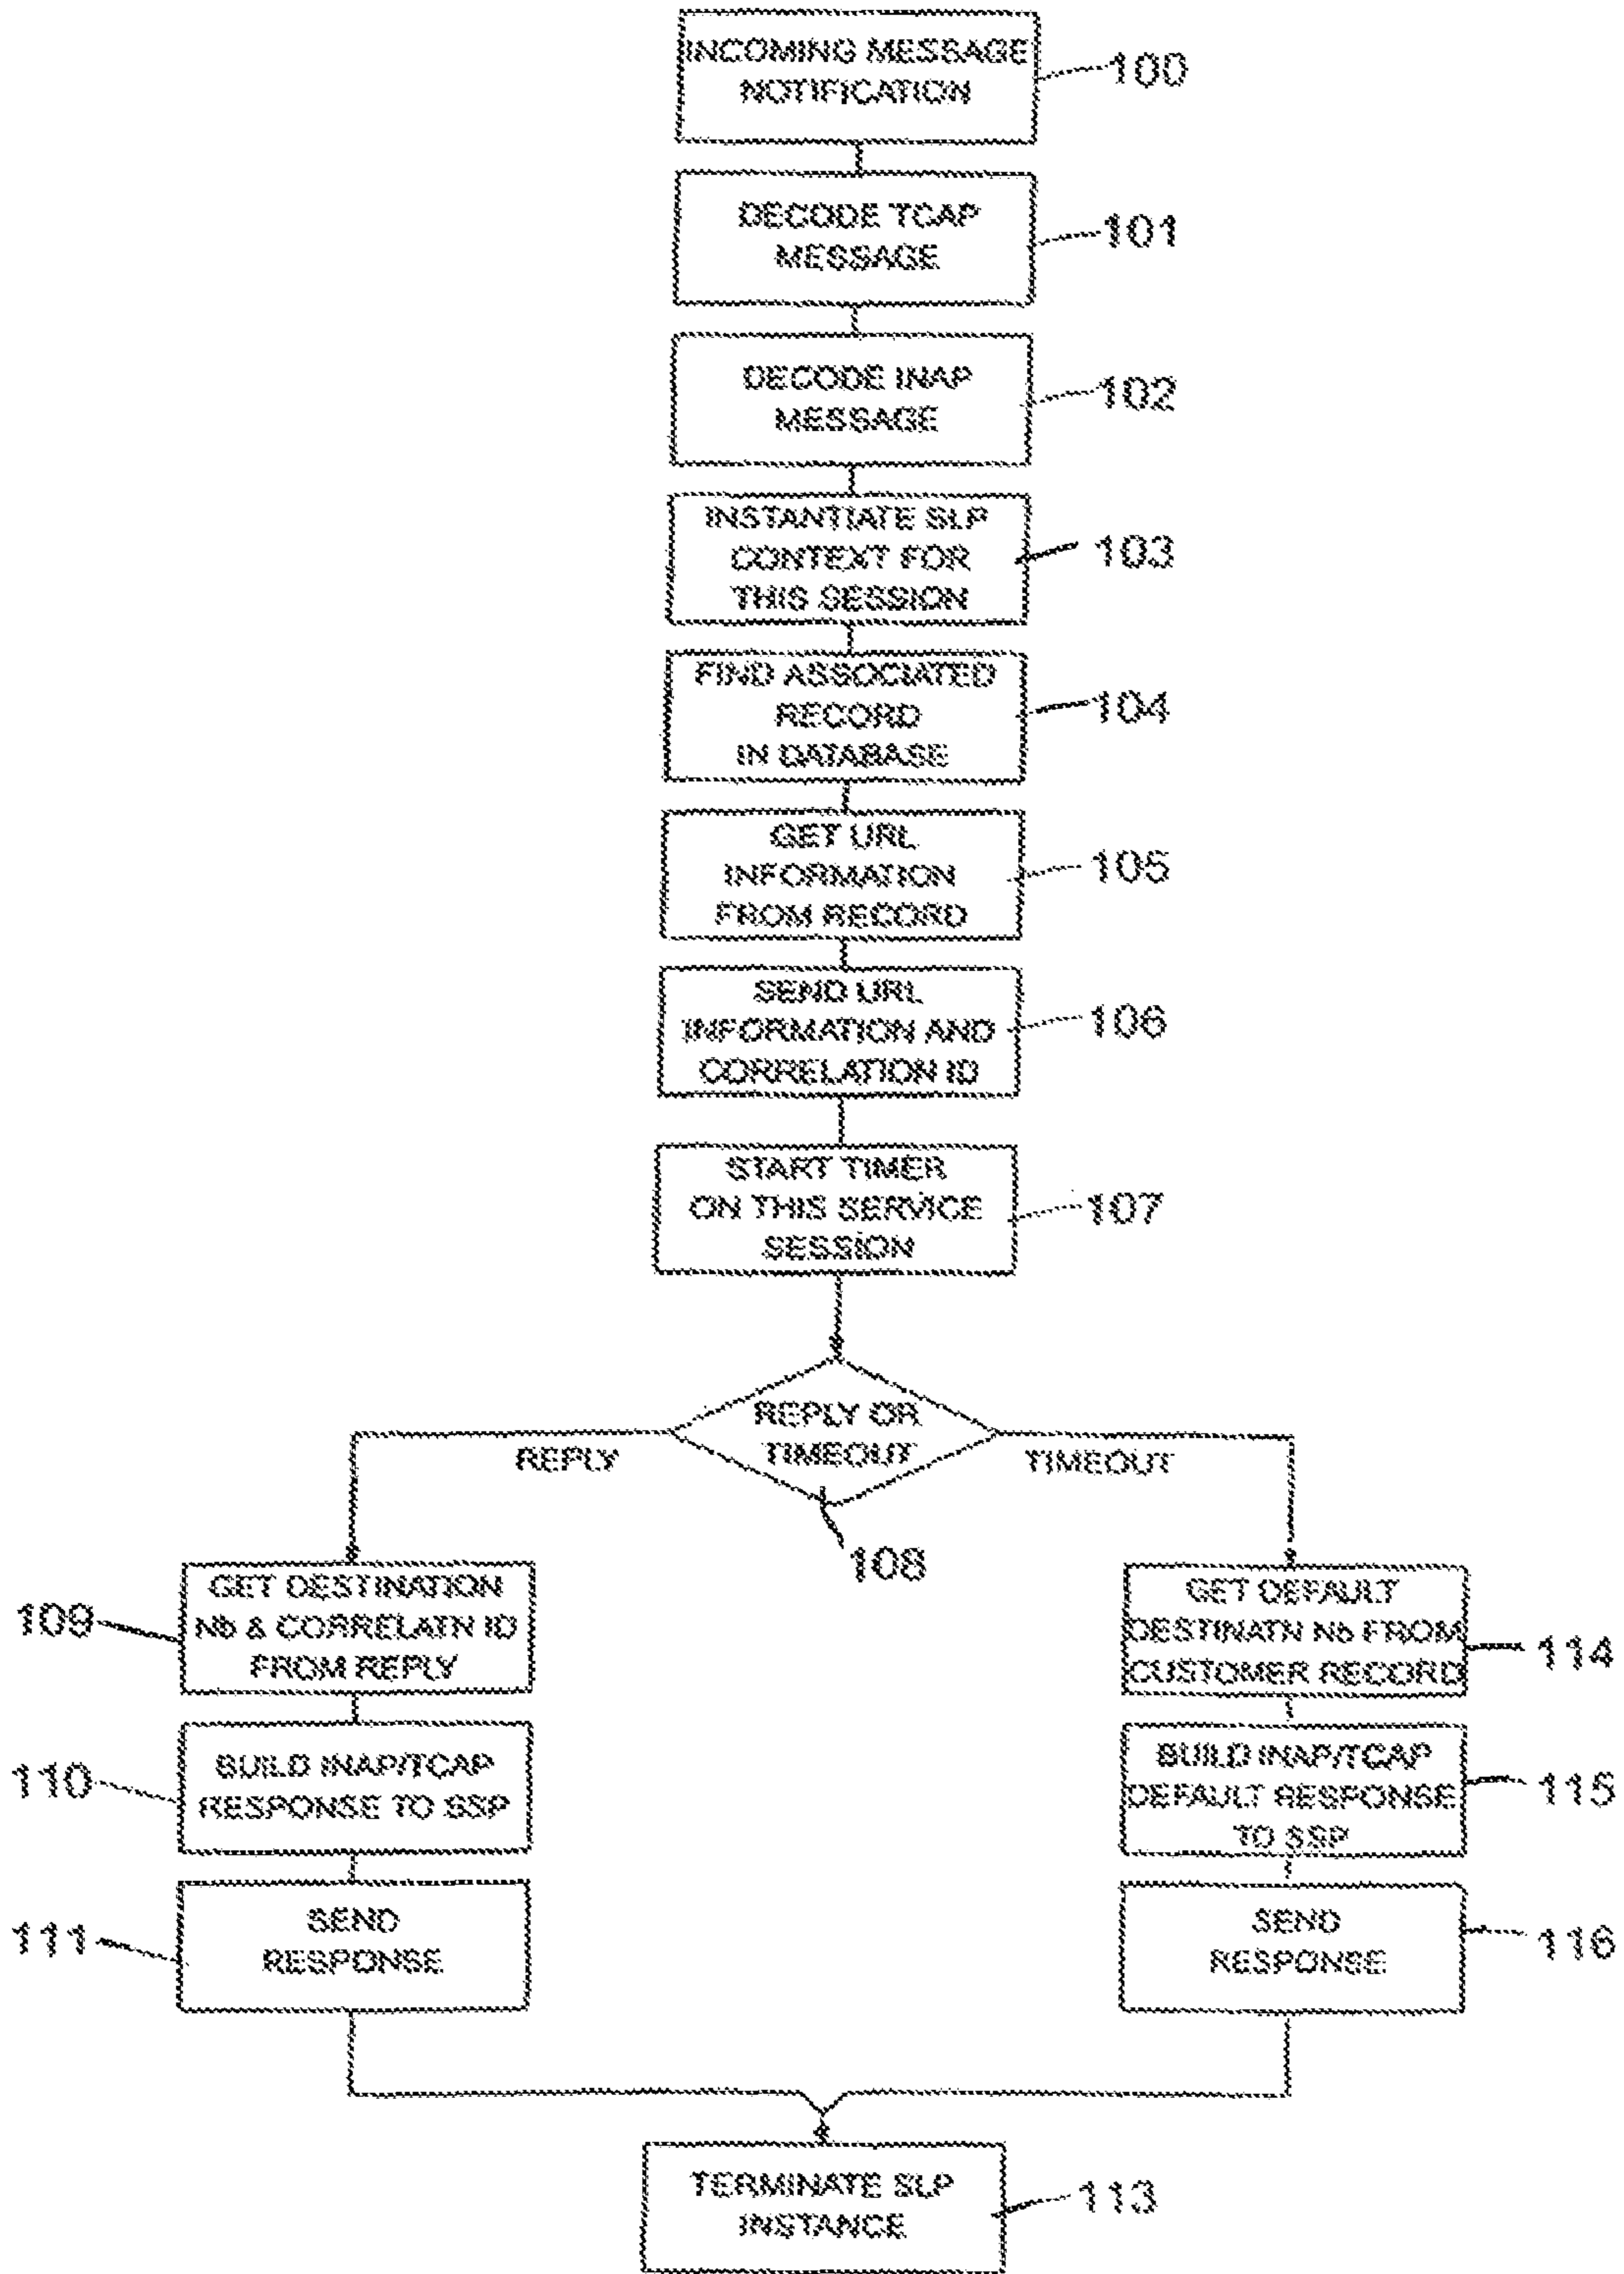 INCOMING MESSAGE
NOTIFICATION
100
DECODE TCAP
MESSAGE
101
DECODE INAP
MESSAGE
102
INSTANTIATE SLP
CONTEXT FOR
THIS SESSION
103
FIND ASSOCIATED
RECORD
IN DATABASE
104
GET URL
INFORMATION
FROM RECORD
105
SEND URL
INFORMATION AND
CORRELATION ID
106
START TIMER
ON THIS SERVICE
SESSION
107
REPLY OR
TIMEOUT
REPLY
TIMEOUT
108
GET DESTINATION
Nb & CORRELATN ID
FROM REPLY
109
GET DEFAULT
DESTINATN Nb FROM
CUSTOMER RECORD
114
BUILD INAP/TCAP
RESPONSE TO SSP
110
BUILD INAP/TCAP
DEFAULT RESPONSE
TO SSP
115
SEND
RESPONSE
111
SEND
RESPONSE
116
TERMINATE SLP
INSTANCE
113